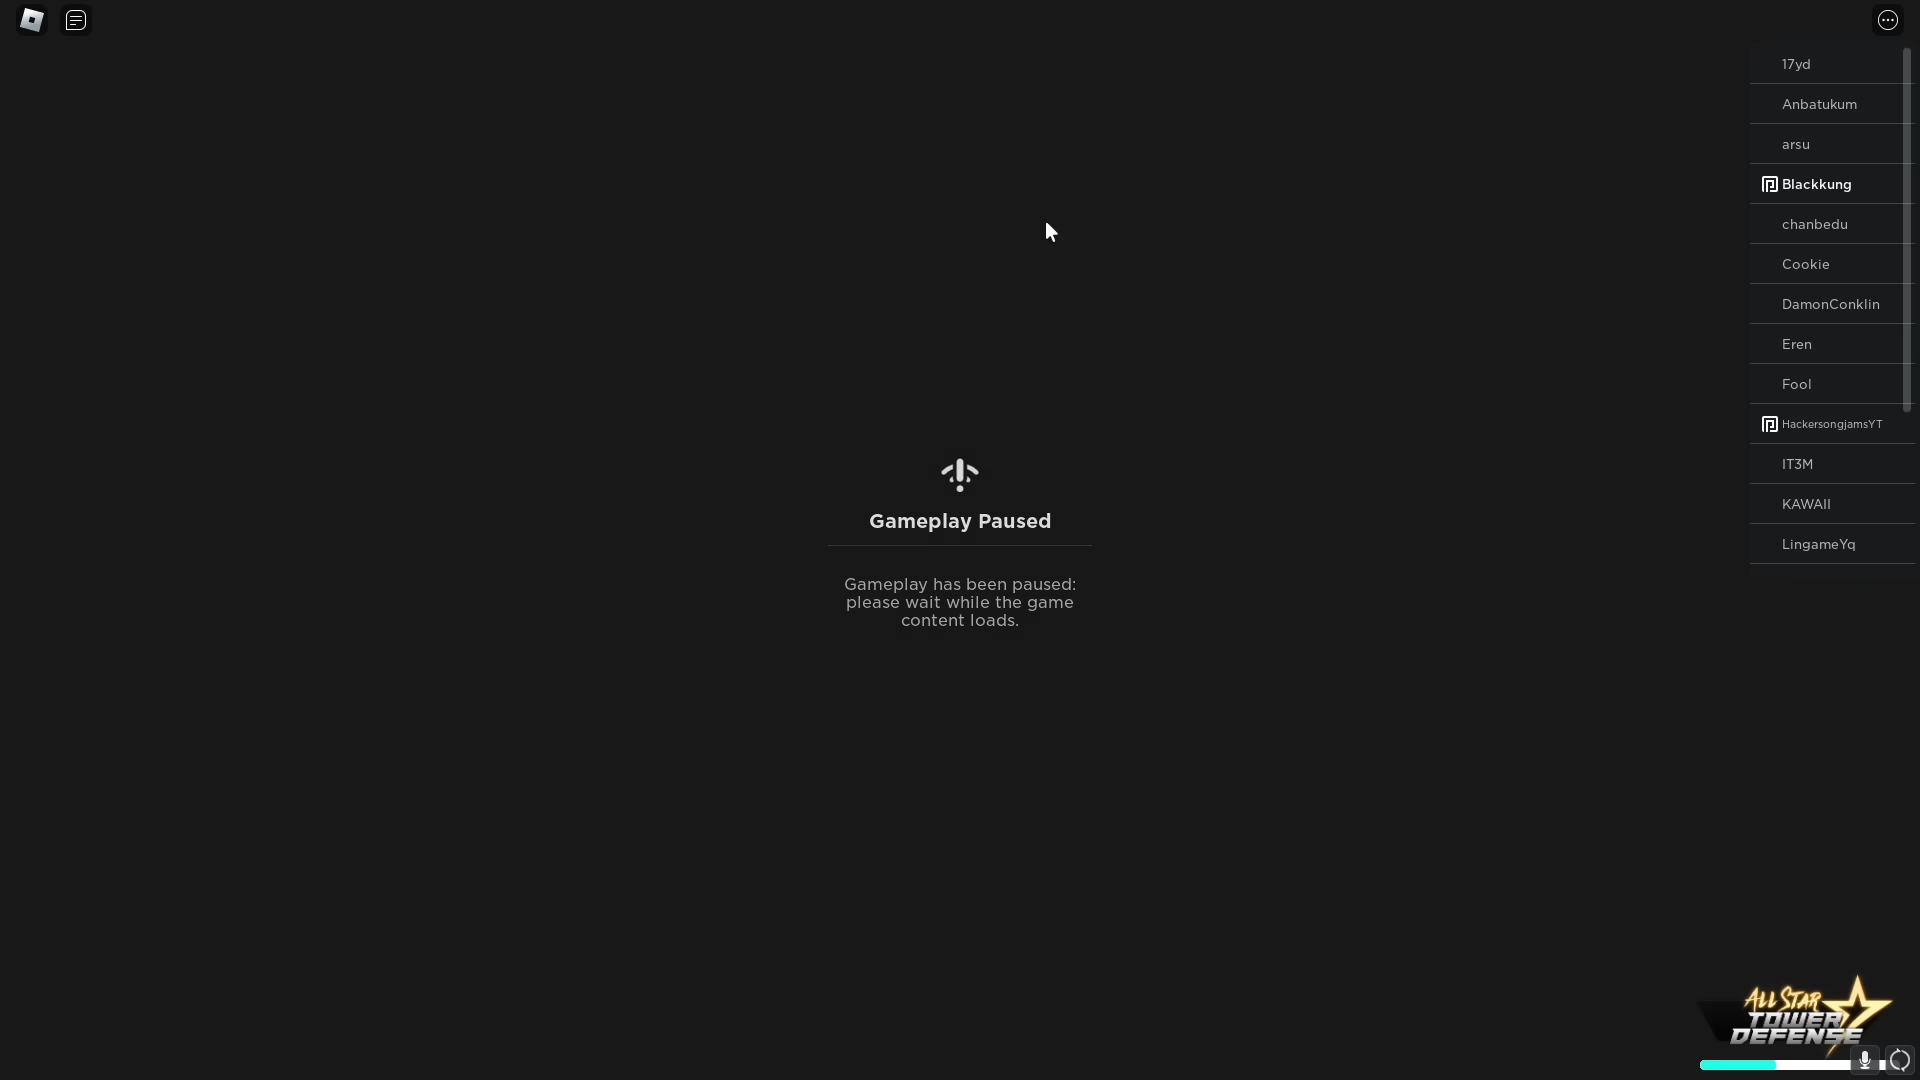 17yd
Anbatukum
arsu
Blackkung
chanbedu
Cookie
DamonConklin
Eren
Fool
HackersongjamsYT
IT3M
KAWAII
LingameYq
Gameplay Paused
Gameplay has been paused:
please wait while the game
content loads.
ALL STAR
TOWER
DEFENSE